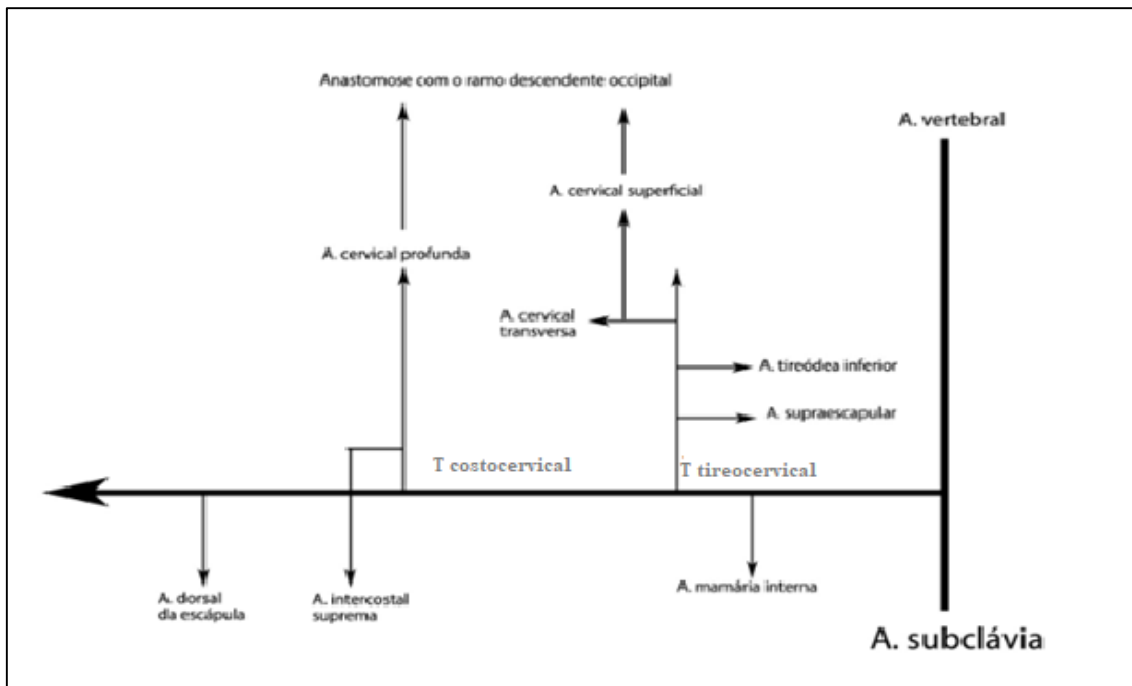 Anastomose com o ramo descendente occipital
A. vertebral
A. cervical superficial
A. cervical profunda
A. cervical
transversa
A. tireódea inferior
A. supraescapular
T costocervical
T tireocervical
A. dorsal
da escápula
A. intercostal
suprema
A. mamária interna
A. subclávia